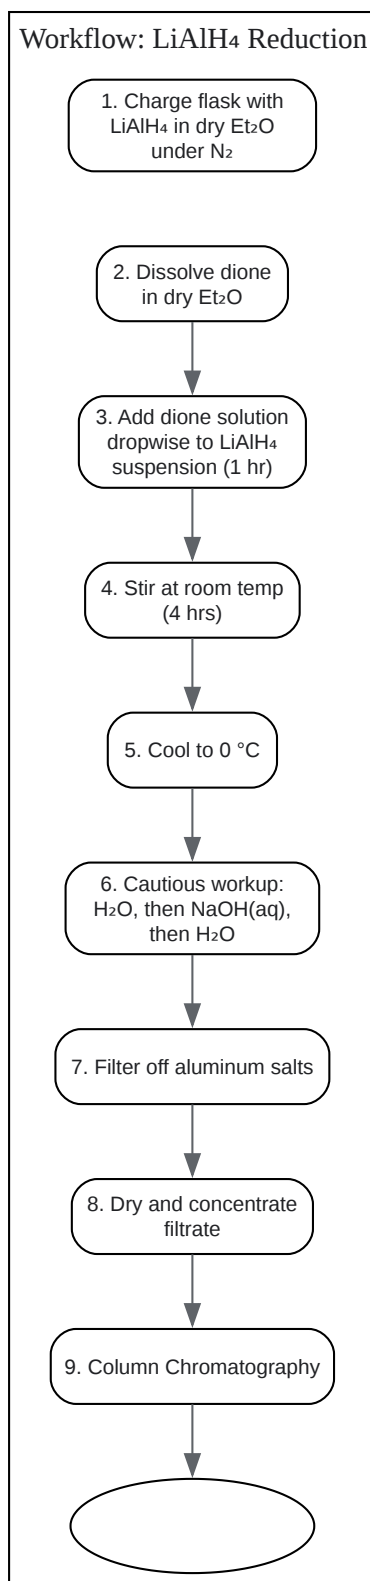 Workflow: LiAlH₄ Reduction
1. Charge flask with
LiAlH₄ in dry Et₂O
under N₂
2. Dissolve dione
in dry Et₂O
3. Add dione solution
dropwise to LiAlH₄
suspension (1 hr)
4. Stir at room temp
(4 hrs)
5. Cool to 0 °C
6. Cautious workup:
H₂O, then NaOH(aq),
then H₂O
7. Filter off aluminum salts
8. Dry and concentrate
filtrate
9. Column Chromatography